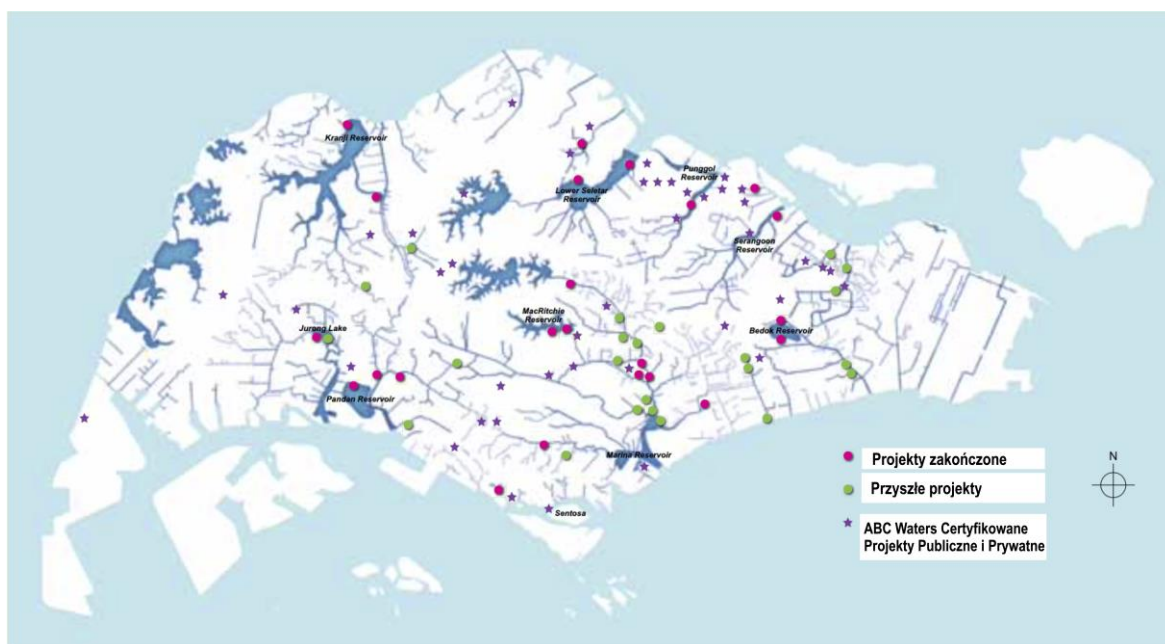 Kranji Reservoir
Punggol
Reservoir
Lower Seletar
Reservoir
Serangoon
Reservoir
MacRitchie
Reservoir
Jurong Lake
Bedok Reservoir
Pandan Reservoir
Marina Reservoir
Sentosa
N
Projekty zakończone
Przyszłe projekty
ABC Waters Certyfikowane
Projekty Publiczne i Prywatne